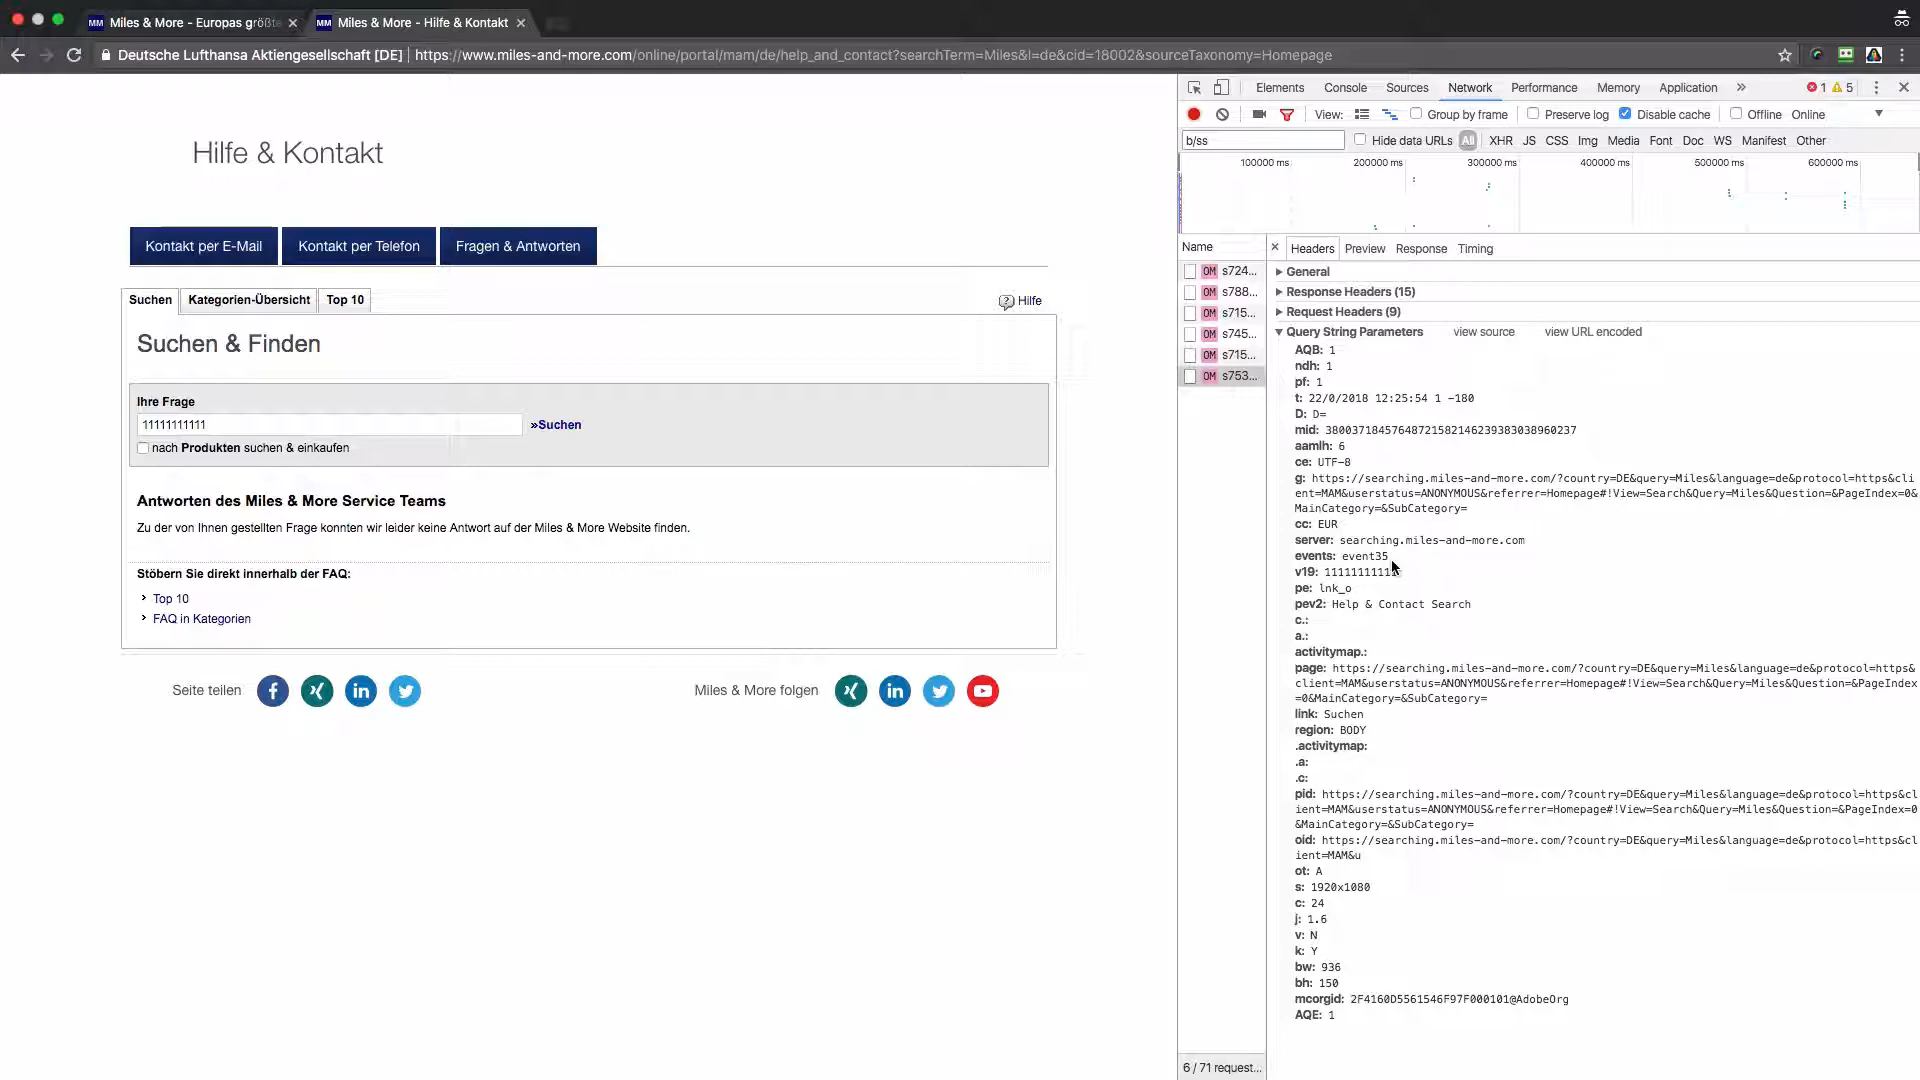 MM Miles & More - Europas größte
MM Miles & More - Hilfe & Kontakt
Deutsche Lufthansa Aktiengesellschaft [DE] | https://www.miles-and-more.com/online/portal/mam/de/help_and_contact?searchTerm=Miles&l=de&cid=18002&sourceTaxonomy=Homepage
Hilfe & Kontakt
Kontakt per E-Mail Kontakt per Telefon Fragen & Antworten
Suchen Kategorien-Übersicht Top 10 Hilfe
Suchen & Finden
Ihre Frage
11111111111 »Suchen
nach Produkten suchen & einkaufen
Antworten des Miles & More Service Teams
Zu der von Ihnen gestellten Frage konnten wir leider keine Antwort auf der Miles & More Website finden.
Stöbern Sie direkt innerhalb der FAQ:
Top 10
FAQ in Kategorien
Seite teilen Miles & More folgen
Elements Console Sources Network Performance Memory Application » 1 5
View: Group by frame Preserve log Disable cache Offline Online
b/ss Hide data URLs All XHR JS CSS Img Media Font Doc WS Manifest Other
100000 ms 200000 ms 300000 ms 400000 ms 500000 ms 600000 ms
Name
OM s724...
OM s788...
OM s715...
OM s745...
OM s715...
OM s753...
6 / 71 request...
Headers Preview Response Timing
General
Response Headers (15)
Request Headers (9)
Query String Parameters view source view URL encoded
AQB: 1
ndh: 1
pf: 1
t: 22/0/2018 12:25:54 1 -180
D: D=
mid: 38003718457648721582146239383038960237
aamlh: 6
ce: UTF-8
g: https://searching.miles-and-more.com/?country=DE&query=Miles&language=de&protocol=https&cli
ent=MAM&userstatus=ANONYMOUS&referrer=Homepage#!View=Search&Query=Miles&Question=&PageIndex=0&
MainCategory=&SubCategory=
cc: EUR
server: searching.miles-and-more.com
events: event35
v19: 11111111111
pe: lnk_o
pev2: Help & Contact Search
c.:
a.:
activitymap.:
page: https://searching.miles-and-more.com/?country=DE&query=Miles&language=de&protocol=https&
client=MAM&userstatus=ANONYMOUS&referrer=Homepage#!View=Search&Query=Miles&Question=&PageIndex
=0&MainCategory=&SubCategory=
link: Suchen
region: BODY
.activitymap:
.a:
.c:
pid: https://searching.miles-and-more.com/?country=DE&query=Miles&language=de&protocol=https&cl
ient=MAM&userstatus=ANONYMOUS&referrer=Homepage#!View=Search&Query=Miles&Question=&PageIndex=0
&MainCategory=&SubCategory=
oid: https://searching.miles-and-more.com/?country=DE&query=Miles&language=de&protocol=https&cl
ient=MAM&u
ot: A
s: 1920x1080
c: 24
j: 1.6
v: N
k: Y
bw: 936
bh: 150
mcorgid: 2F4160D5561546F97F000101@AdobeOrg
AQE: 1